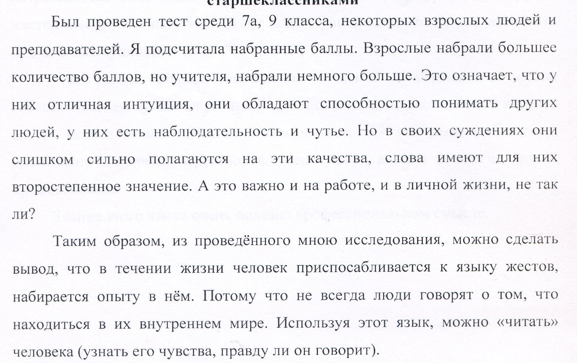 старшеклассниками
Был проведен тест среди 7а, 9 класса, некоторых взрослых людей и
преподавателей. Я подсчитала набранные баллы. Взрослые набрали большее
количество баллов, но учителя, набрали немного больше. Это означает, что у
них отличная интуиция, они обладают способностью понимать других
людей, у них есть наблюдательность и чутье. Но в своих суждениях они
слишком сильно полагаются на эти качества, слова имеют для них
второстепенное значение. А это важно и на работе, и в личной жизни, не так
ли?
Таким образом, из проведённого мною исследования, можно сделать
вывод, что в течении жизни человек приспосабливается к языку жестов,
набирается опыту в нём. Потому что не всегда люди говорят о том, что
находиться в их внутреннем мире. Используя этот язык, можно «читать»
человека (узнать его чувства, правду ли он говорит).